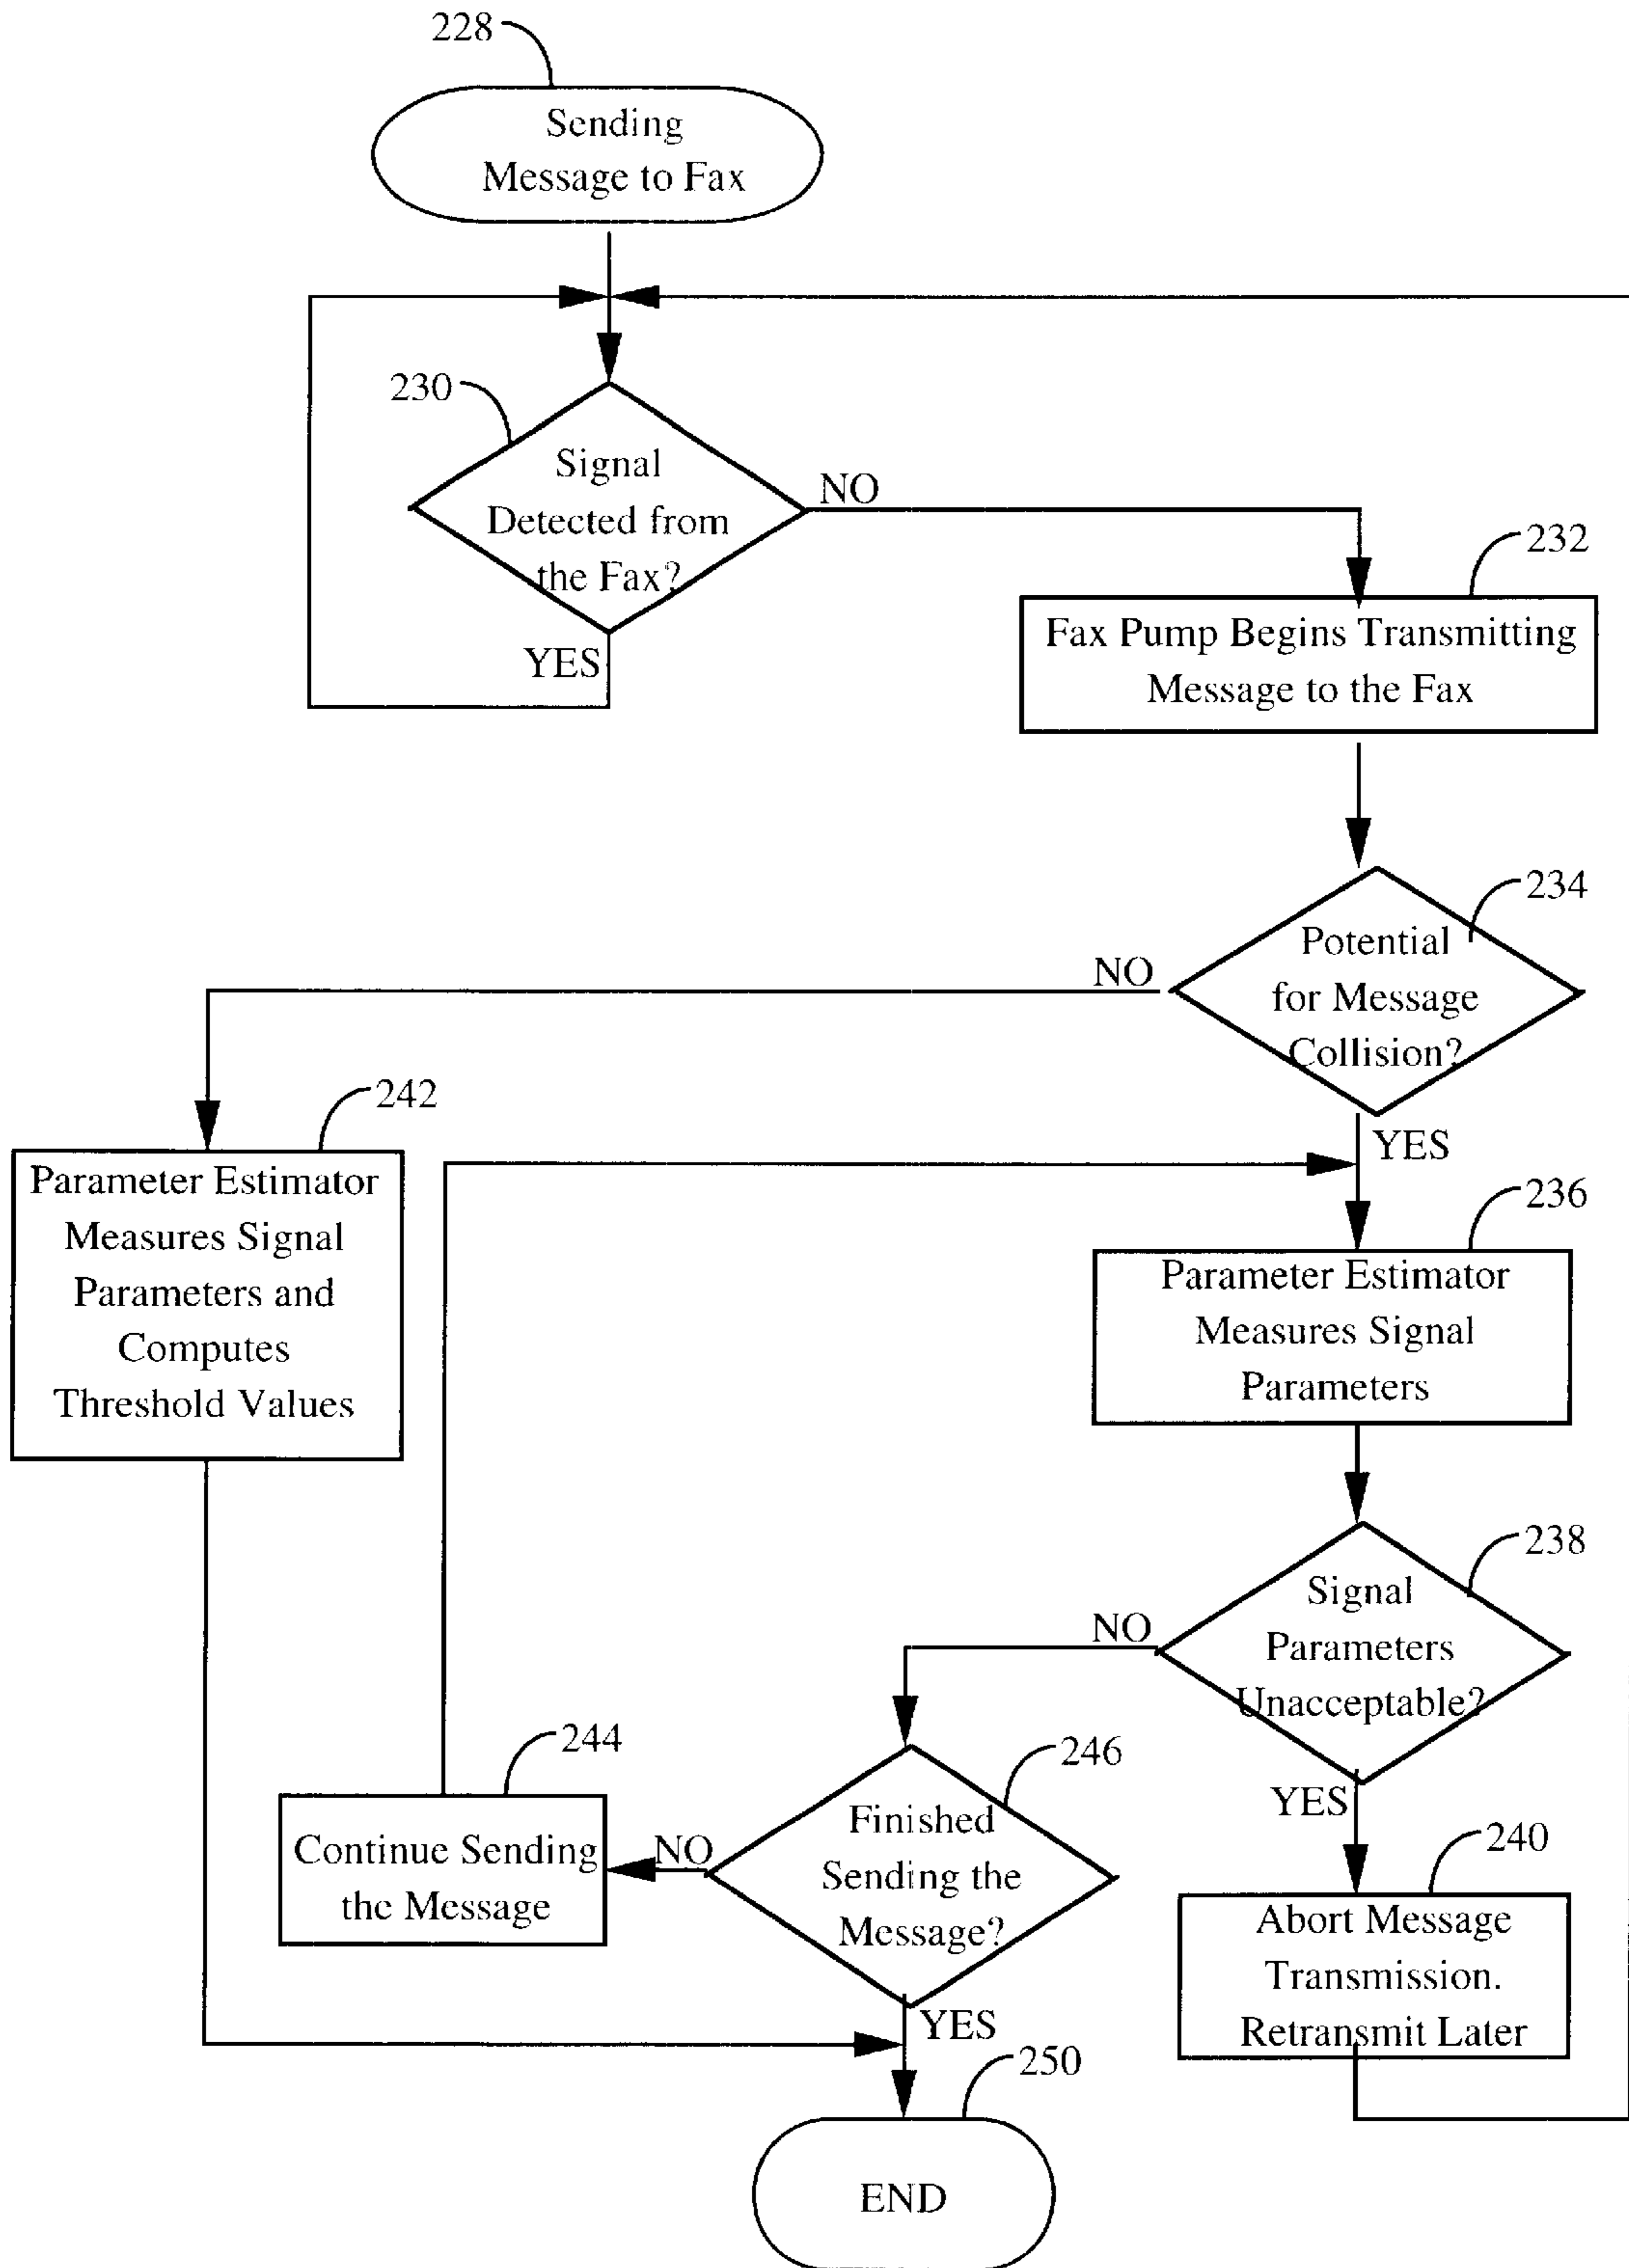 228
Sending
Message to Fax
230
Signal
Detected from
the Fax?
NO
YES
232
Fax Pump Begins Transmitting
Message to the Fax
234
Potential
for Message
Collision?
NO
YES
242
Parameter Estimator
Measures Signal
Parameters and
Computes
Threshold Values
236
Parameter Estimator
Measures Signal
Parameters
238
Signal
Parameters
Unacceptable?
NO
YES
244
Continue Sending
the Message
246
Finished
Sending the
Message?
NO
YES
240
Abort Message
Transmission.
Retransmit Later
250
END